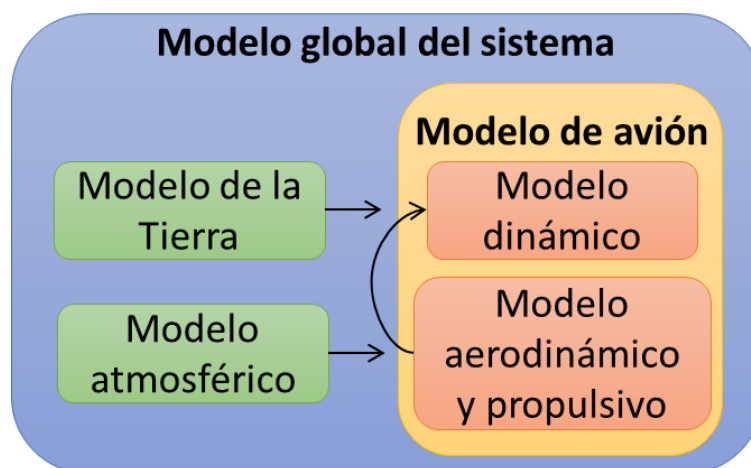 Modelo global del sistema
Modelo de avión
Modelo de la
Tierra
Modelo
dinámico
Modelo
atmosférico
Modelo
aerodinámico
y propulsivo